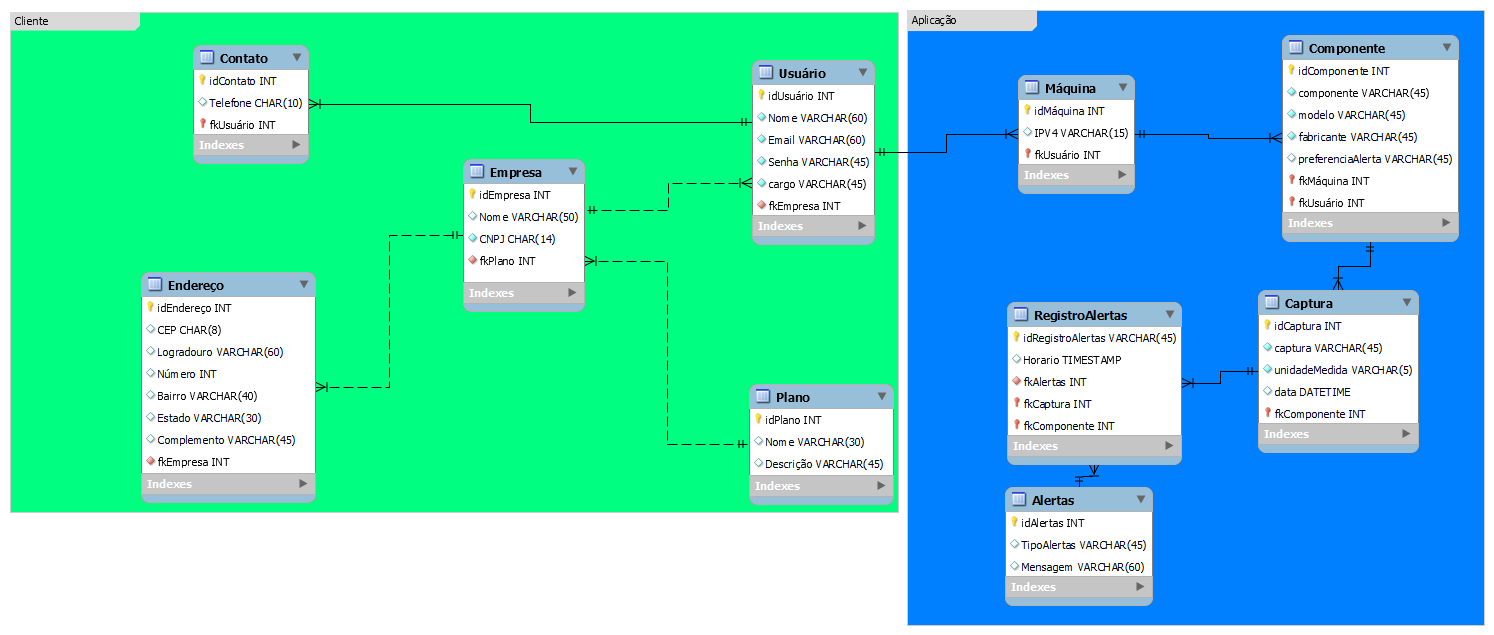 Cliente
Contato
idContato INT
Telefone CHAR(10)
fkUsuário INT
Indexes
Usuário
idUsuário INT
Nome VARCHAR(60)
Email VARCHAR(60)
Senha VARCHAR(45)
cargo VARCHAR(45)
fkEmpresa INT
Indexes
Empresa
idEmpresa INT
Nome VARCHAR(50)
CNPJ CHAR(14)
fkPlano INT
Indexes
Endereço
idEndereço INT
CEP CHAR(8)
Logradouro VARCHAR(60)
Número INT
Bairro VARCHAR(40)
Estado VARCHAR(30)
Complemento VARCHAR(45)
fkEmpresa INT
Indexes
Plano
idPlano INT
Nome VARCHAR(30)
Descrição VARCHAR(45)
Indexes
Aplicação
Máquina
idMáquina INT
IPV4 VARCHAR(15)
fkUsuário INT
Indexes
Componente
idComponente INT
componente VARCHAR(45)
modelo VARCHAR(45)
fabricante VARCHAR(45)
preferenciaAlerta VARCHAR(45)
fkMáquina INT
fkUsuário INT
Indexes
RegistroAlertas
idRegistroAlertas VARCHAR(45)
Horario TIMESTAMP
fkAlertas INT
fkCaptura INT
fkComponente INT
Indexes
Captura
idCaptura INT
captura VARCHAR(45)
unidadeMedida VARCHAR(5)
data DATETIME
fkComponente INT
Indexes
Alertas
idAlertas INT
TipoAlertas VARCHAR(45)
Mensagem VARCHAR(60)
Indexes